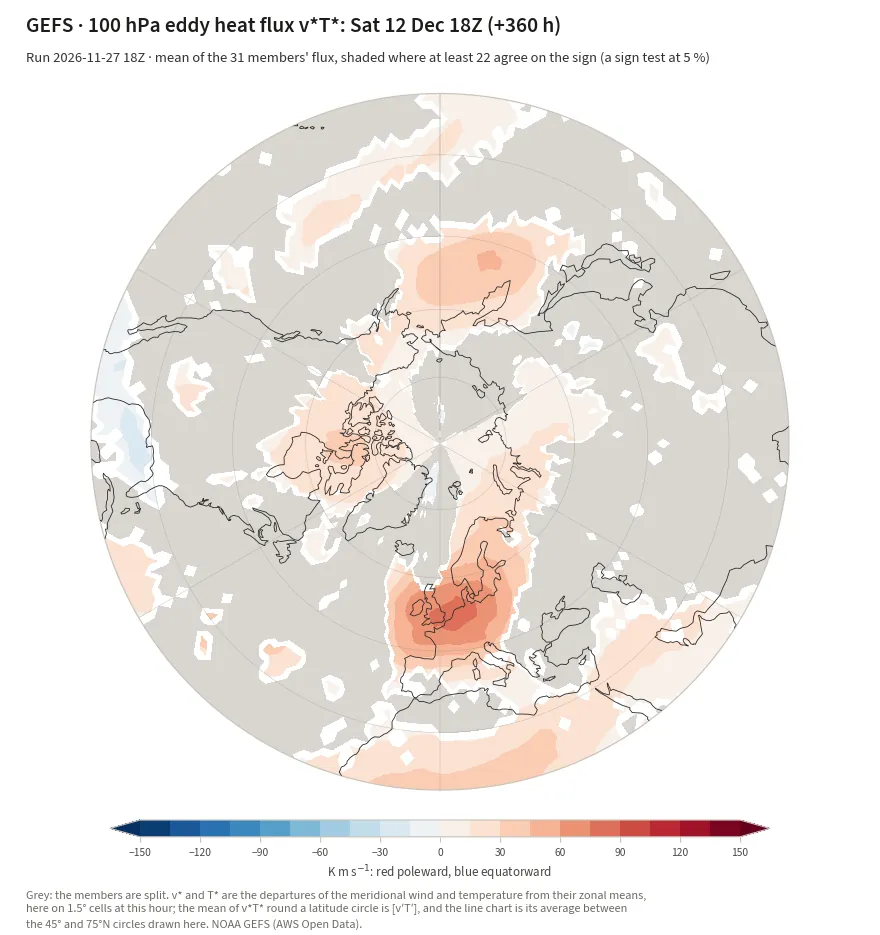 GEFS · 100 hPa eddy heat flux v*T*: Sat 12 Dec 18Z (+360 h)
Run 2026-11-27 18Z · mean of the 31 members' flux, shaded where at least 22 agree on the sign (a sign test at 5 %)
−150 −120 −90 −60 −30 0 30 60 90 120 150
K m s⁻¹: red poleward, blue equatorward
Grey: the members are split. v* and T* are the departures of the meridional wind and temperature from their zonal means,
here on 1.5° cells at this hour; the mean of v*T* round a latitude circle is [v'T'], and the line chart is its average between
the 45° and 75°N circles drawn here. NOAA GEFS (AWS Open Data).